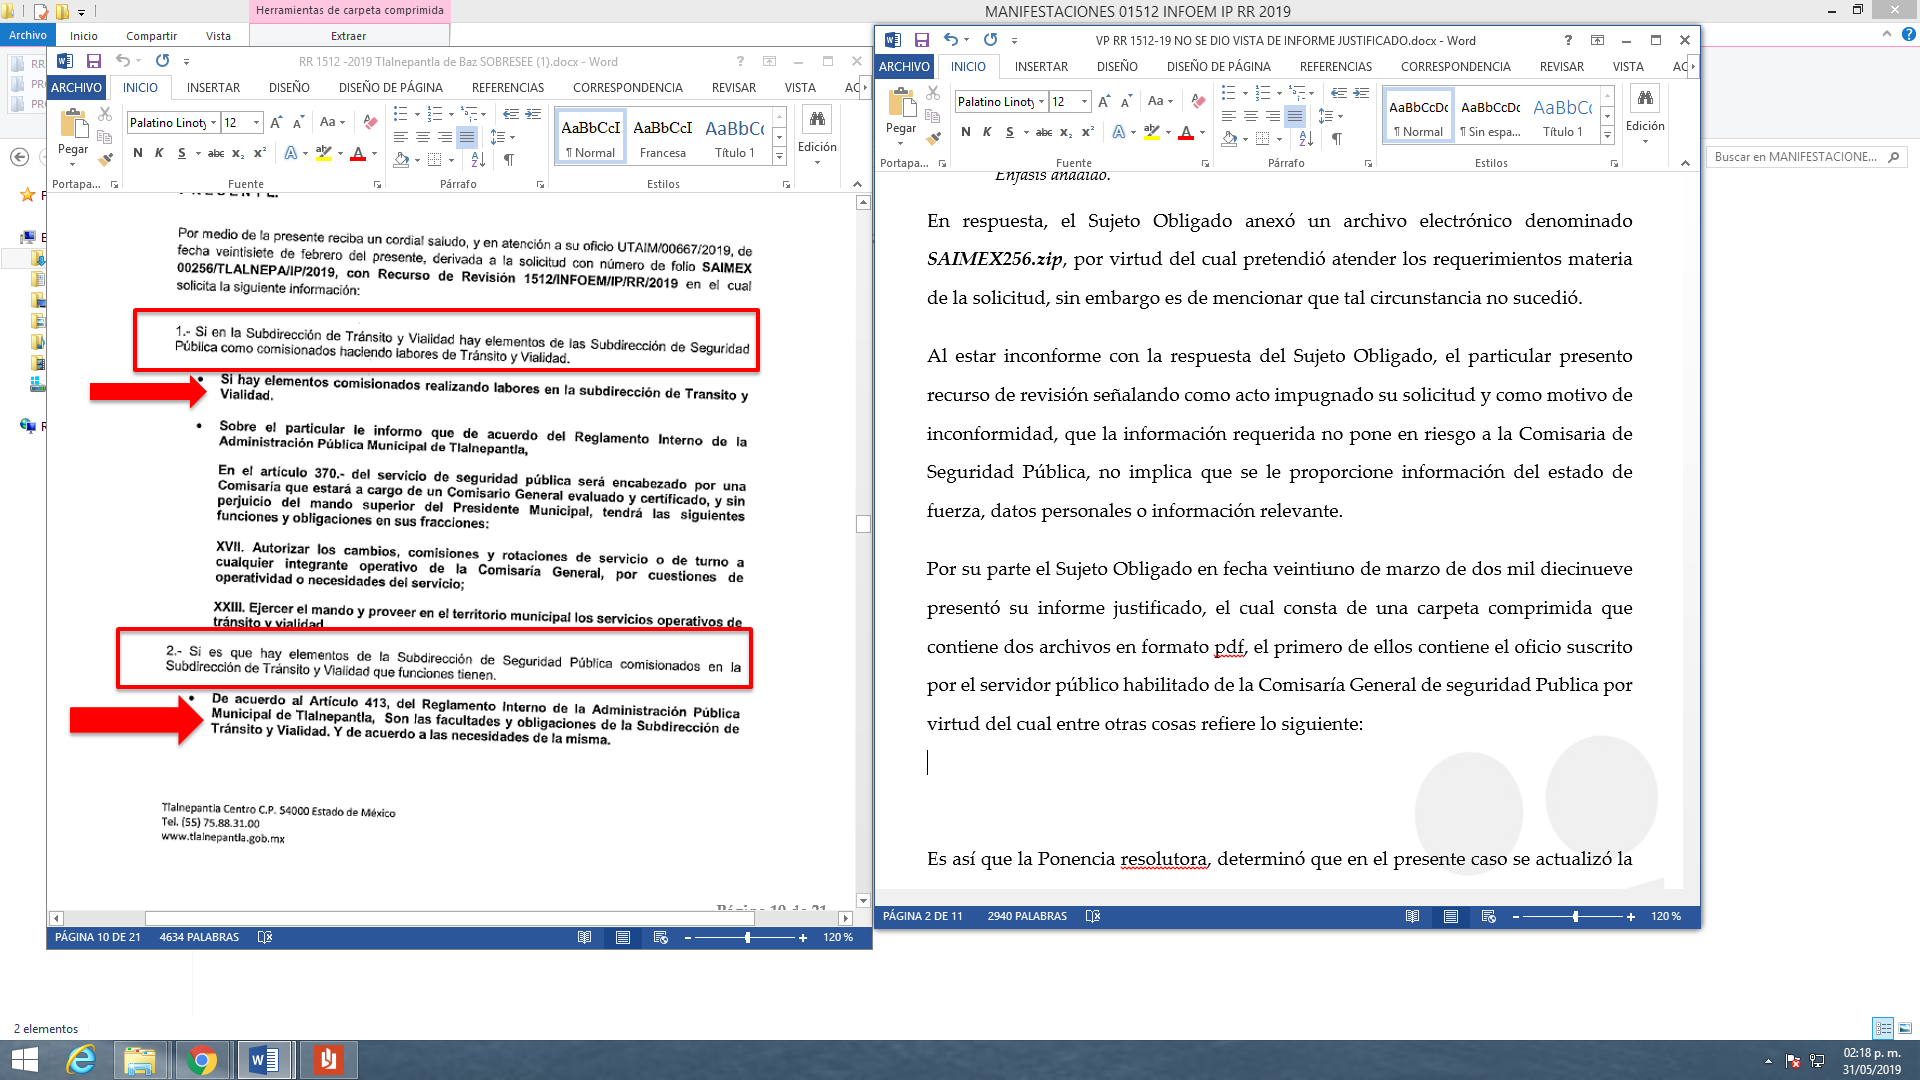 Herramientas de carpeta comprimida
MANIFESTACIONES 01512 INFOEM IP RR 2019
Archivo
Inicio
Compartir
Vista
Extraer
RR 1512 -2019 Tlalnepantla de Baz SOBRESEE (1).docx - Word
ARCHIVO
INICIO
INSERTAR
DISEÑO
DISEÑO DE PÁGINA
REFERENCIAS
CORRESPONDENCIA
REVISAR
VISTA
Pegar
Palatino Linoty
12
AaBbCcI
AaBbCcI
AaBbCc
¶ Normal
Francesa
Título 1
Edición
Portapa...
Fuente
Párrafo
Estilos
Por medio de la presente reciba un cordial saludo, y en atención a su oficio UTAIM/00667/2019, de
fecha veintisiete de febrero del presente, derivada a la solicitud con número de folio SAIMEX
00256/TLALNEPA/IP/2019, con Recurso de Revisión 1512/INFOEM/IP/RR/2019 en el cual
solicita la siguiente información:
1.- Si en la Subdirección de Tránsito y Vialidad hay elementos de las Subdirección de Seguridad
Pública como comisionados haciendo labores de Tránsito y Vialidad.
• Si hay elementos comisionados realizando labores en la subdirección de Transito y
Vialidad.
• Sobre el particular le informo que de acuerdo del Reglamento Interno de la
Administración Pública Municipal de Tlalnepantla,
En el artículo 370.- del servicio de seguridad pública será encabezado por una
Comisaría que estará a cargo de un Comisario General evaluado y certificado, y sin
perjuicio del mando superior del Presidente Municipal, tendrá las siguientes
funciones y obligaciones en sus fracciones:
XVII. Autorizar los cambios, comisiones y rotaciones de servicio o de turno a
cualquier integrante operativo de la Comisaría General, por cuestiones de
operatividad o necesidades del servicio;
XXIII. Ejercer el mando y proveer en el territorio municipal los servicios operativos de
tránsito y vialidad
2.- Si es que hay elementos de la Subdirección de Seguridad Pública comisionados en la
Subdirección de Tránsito y Vialidad que funciones tienen.
• De acuerdo al Artículo 413, del Reglamento Interno de la Administración Pública
Municipal de Tlalnepantla, Son las facultades y obligaciones de la Subdirección de
Tránsito y Vialidad. Y de acuerdo a las necesidades de la misma.
Tlalnepantla Centro C.P. 54000 Estado de México
Tel. (55) 75.88.31.00
www.tlalnepantla.gob.mx
PÁGINA 10 DE 21
4634 PALABRAS
120 %
VP RR 1512-19 NO SE DIO VISTA DE INFORME JUSTIFICADO.docx - Word
ARCHIVO
INICIO
INSERTAR
DISEÑO
DISEÑO DE PÁGINA
REFERENCIAS
CORRESPONDENCIA
REVISAR
VISTA
Pegar
Palatino Linoty
12
AaBbCcDc
AaBbCcDc
AaBbCc
¶ Normal
¶ Sin espa...
Título 1
Edición
Portapa...
Fuente
Párrafo
Estilos
Énfasis añadido.
En respuesta, el Sujeto Obligado anexó un archivo electrónico denominado
SAIMEX256.zip, por virtud del cual pretendió atender los requerimientos materia
de la solicitud, sin embargo es de mencionar que tal circunstancia no sucedió.
Al estar inconforme con la respuesta del Sujeto Obligado, el particular presento
recurso de revisión señalando como acto impugnado su solicitud y como motivo de
inconformidad, que la información requerida no pone en riesgo a la Comisaria de
Seguridad Pública, no implica que se le proporcione información del estado de
fuerza, datos personales o información relevante.
Por su parte el Sujeto Obligado en fecha veintiuno de marzo de dos mil diecinueve
presentó su informe justificado, el cual consta de una carpeta comprimida que
contiene dos archivos en formato pdf, el primero de ellos contiene el oficio suscrito
por el servidor público habilitado de la Comisaría General de seguridad Publica por
virtud del cual entre otras cosas refiere lo siguiente:
Es así que la Ponencia resolutora, determinó que en el presente caso se actualizó la
PÁGINA 2 DE 11
2940 PALABRAS
120 %
Buscar en MANIFESTACIONE...
2 elementos
02:18 p. m.
31/05/2019